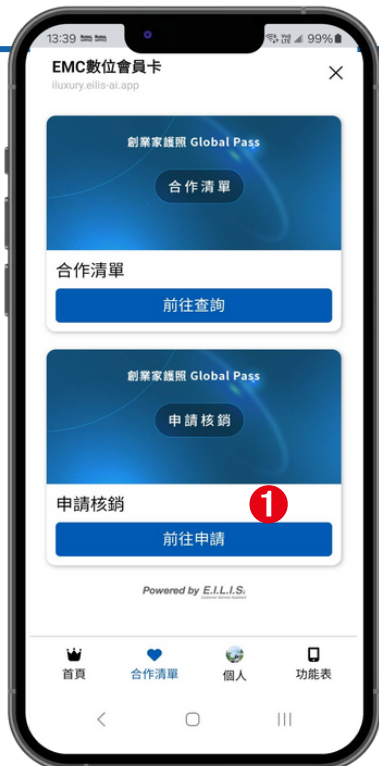 13:39
99%
EMC數位會員卡
iluxury.eilis-ai.app
創業家護照 Global Pass
合作清單
合作清單
前往查詢
創業家護照 Global Pass
申請核銷
申請核銷
1
前往申請
Powered by E.I.L.I.S.
首頁
合作清單
個人
功能表